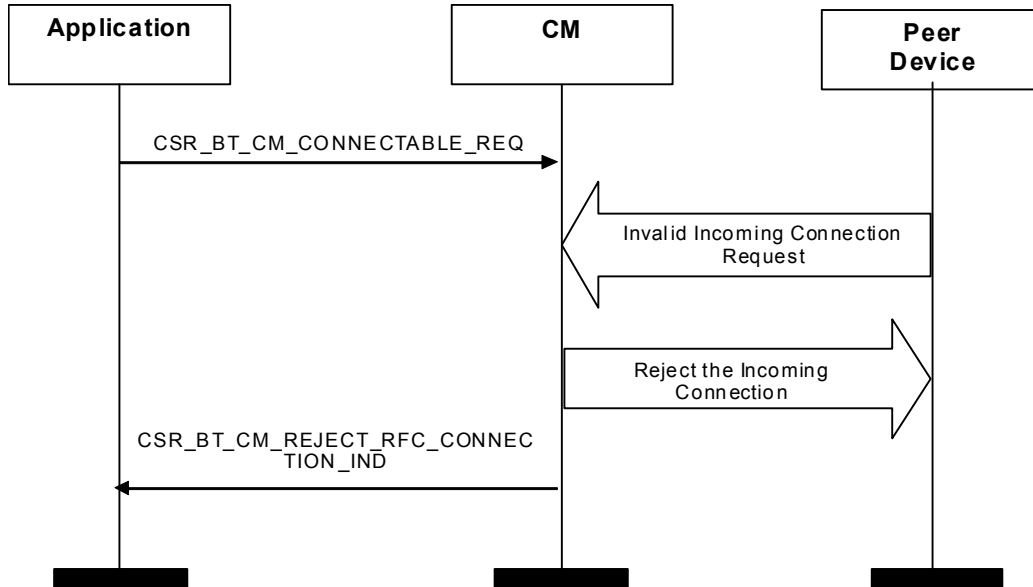 Application
CM
Peer
Device
CSR_BT_CM_CONNECTABLE_REQ
Invalid Incoming Connection
Request
Reject the Incoming
Connection
CSR_BT_CM_REJECT_RFC_CONNEC
TION_IND